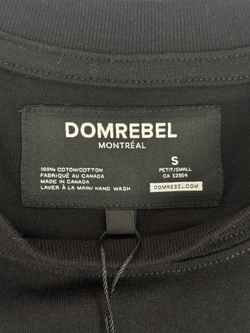 DOMREBEL
MONTRÉAL
S
PETIT/SMALL
CA 52854
DOMREBEL.COM
100% COTON/COTTON
FABRIQUÉ AU CANADA
MADE IN CANADA
LAVER À LA MAIN/ HAND WASH